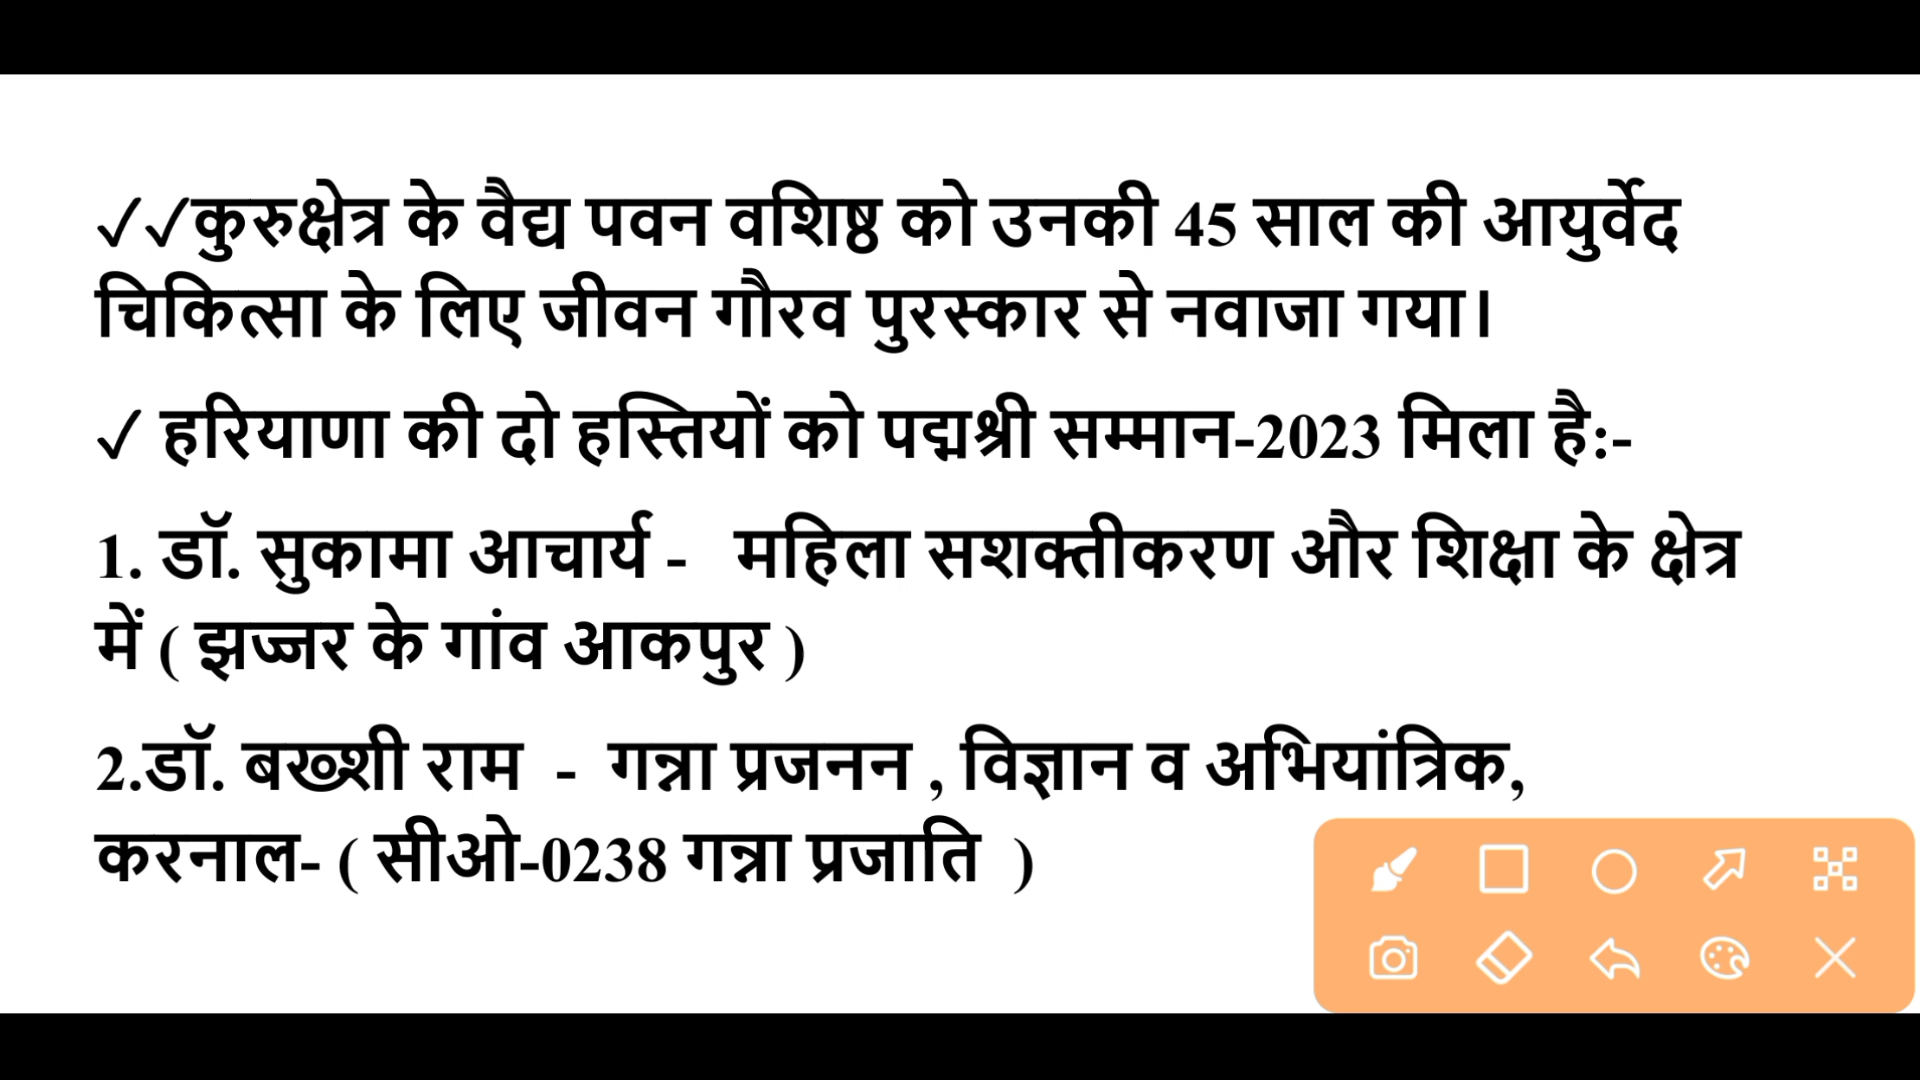 ✓✓कुरुक्षेत्र के वैद्य पवन वशिष्ठ को उनकी 45 साल की आयुर्वेद
चिकित्सा के लिए जीवन गौरव पुरस्कार से नवाजा गया।
✓ हरियाणा की दो हस्तियों को पद्मश्री सम्मान-2023 मिला है:-
1. डॉ. सुकामा आचार्य - महिला सशक्तीकरण और शिक्षा के क्षेत्र
में ( झज्जर के गांव आकपुर )
2.डॉ. बख्शी राम - गन्ना प्रजनन , विज्ञान व अभियांत्रिक,
करनाल- ( सीओ-0238 गन्ना प्रजाति )